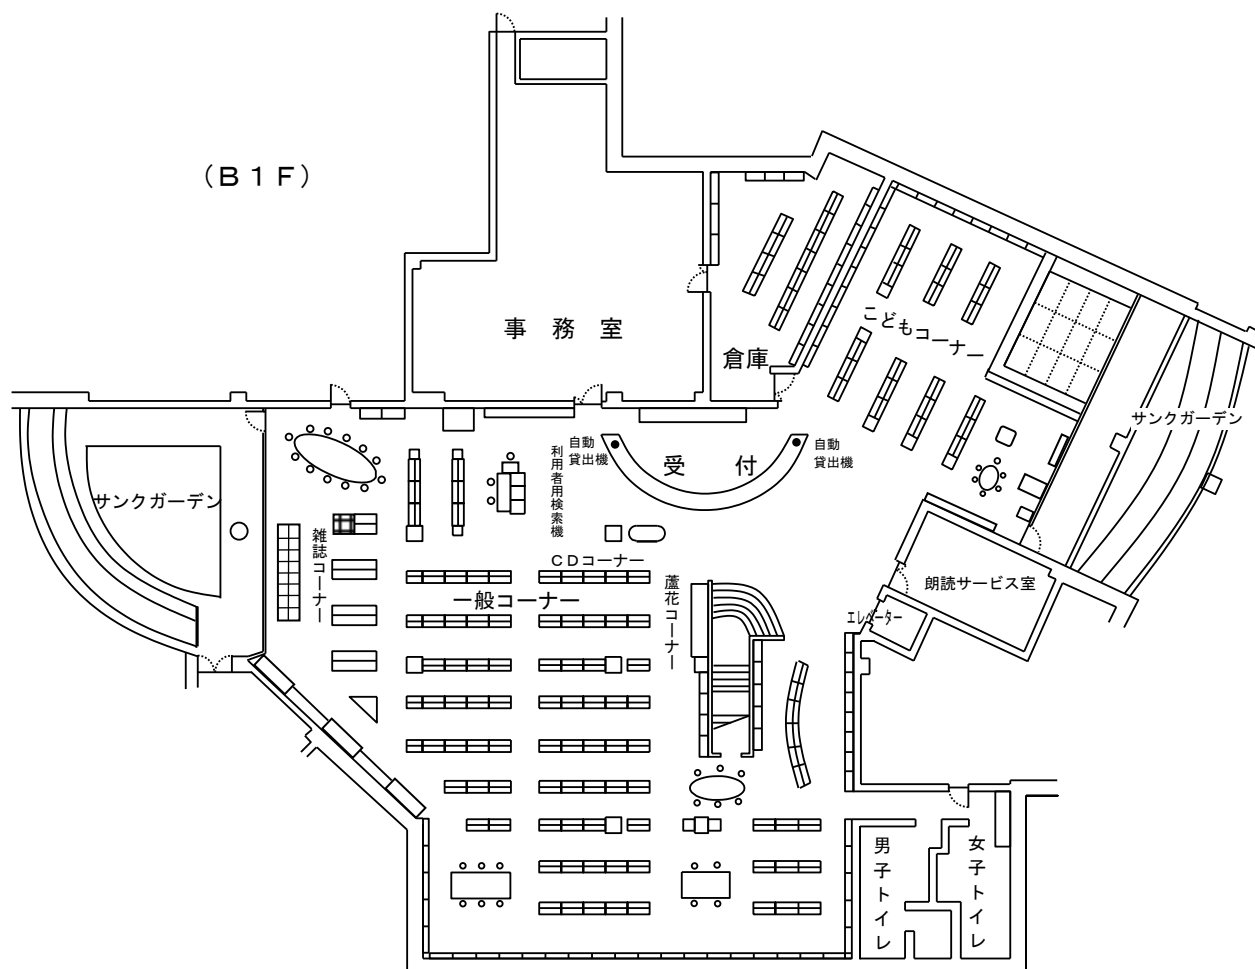 （Ｂ１Ｆ）
事務室
倉庫
こどもコーナー
サンクガーデン
自動
貸出機
受付
自動
貸出機
利用者用検索機
サンクガーデン
雑誌コーナー
ＣＤコーナー
一般コーナー
蘆花コーナー
朗読サービス室
エレベーター
男子トイレ
女子トイレ